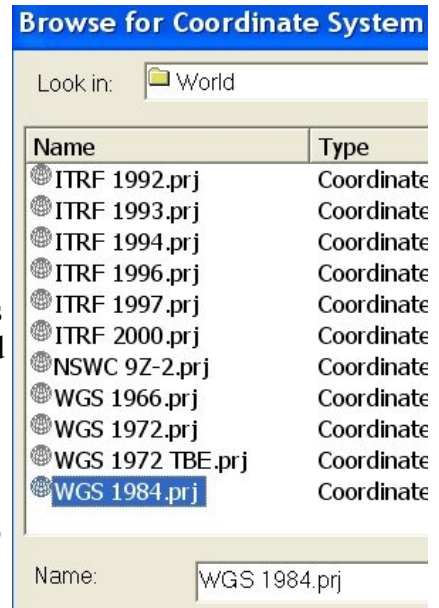 Browse for Coordinate System
Look in: World
Name Type
ITRF 1992.prj Coordinate
ITRF 1993.prj Coordinate
ITRF 1994.prj Coordinate
ITRF 1996.prj Coordinate
ITRF 1997.prj Coordinate
ITRF 2000.prj Coordinate
NSWC 9Z-2.prj Coordinate
WGS 1966.prj Coordinate
WGS 1972.prj Coordinate
WGS 1972 TBE.prj Coordinate
WGS 1984.prj Coordinate
Name: WGS 1984.prj